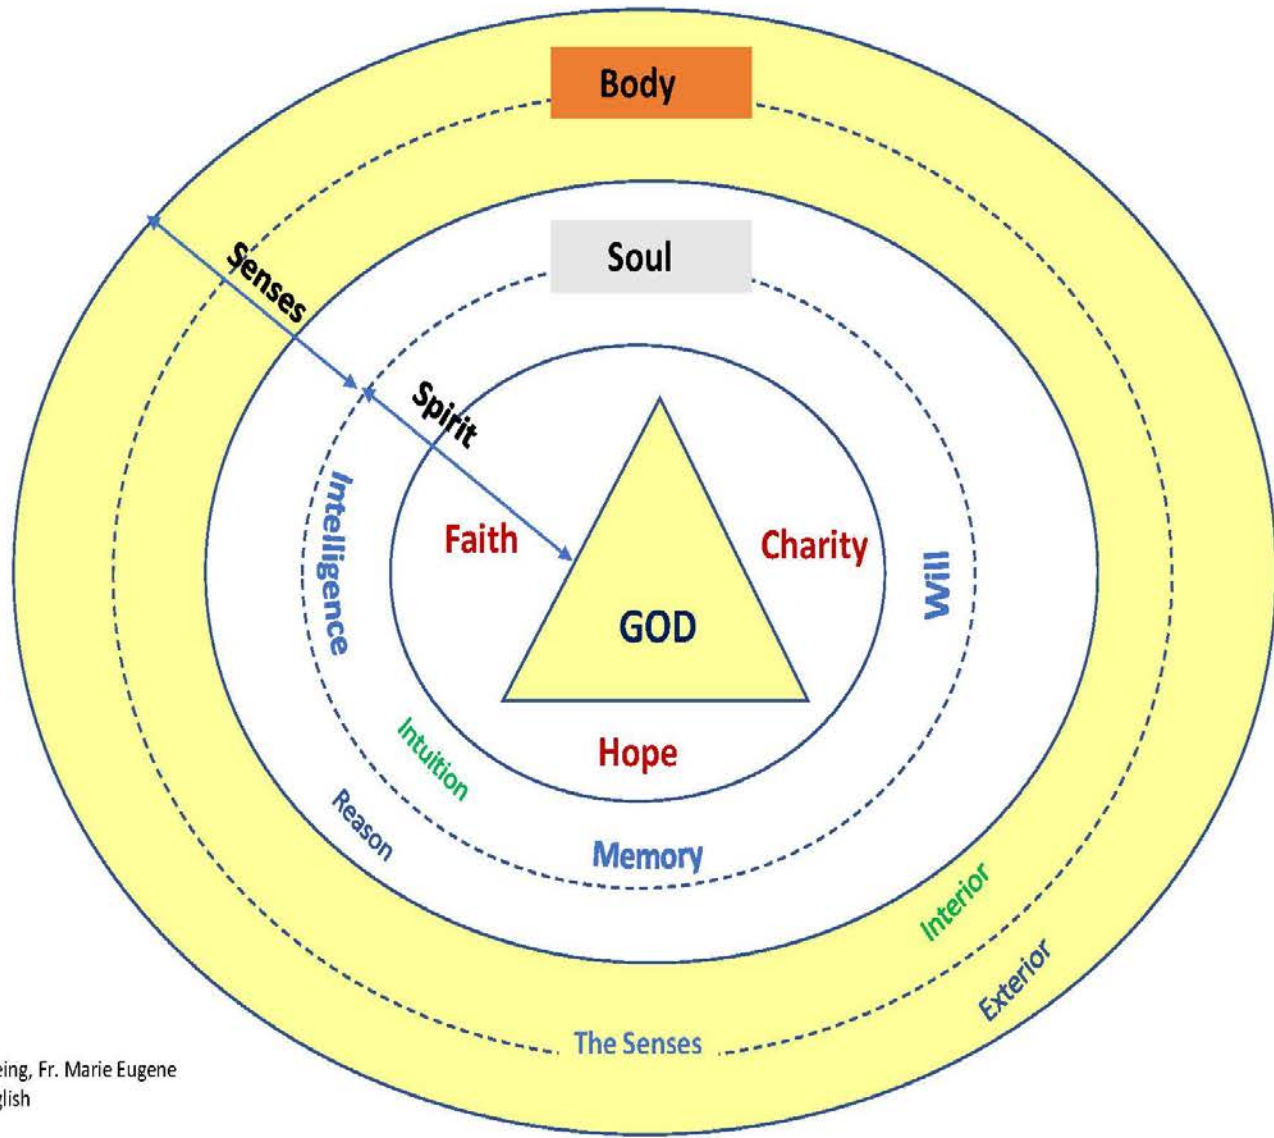 Body
Soul
Senses
Spirit
Intelligence
Faith
Charity
Will
GOD
Hope
Intuition
Reason
Memory
Interior
Exterior
The Senses
Fr. Marie Eugene